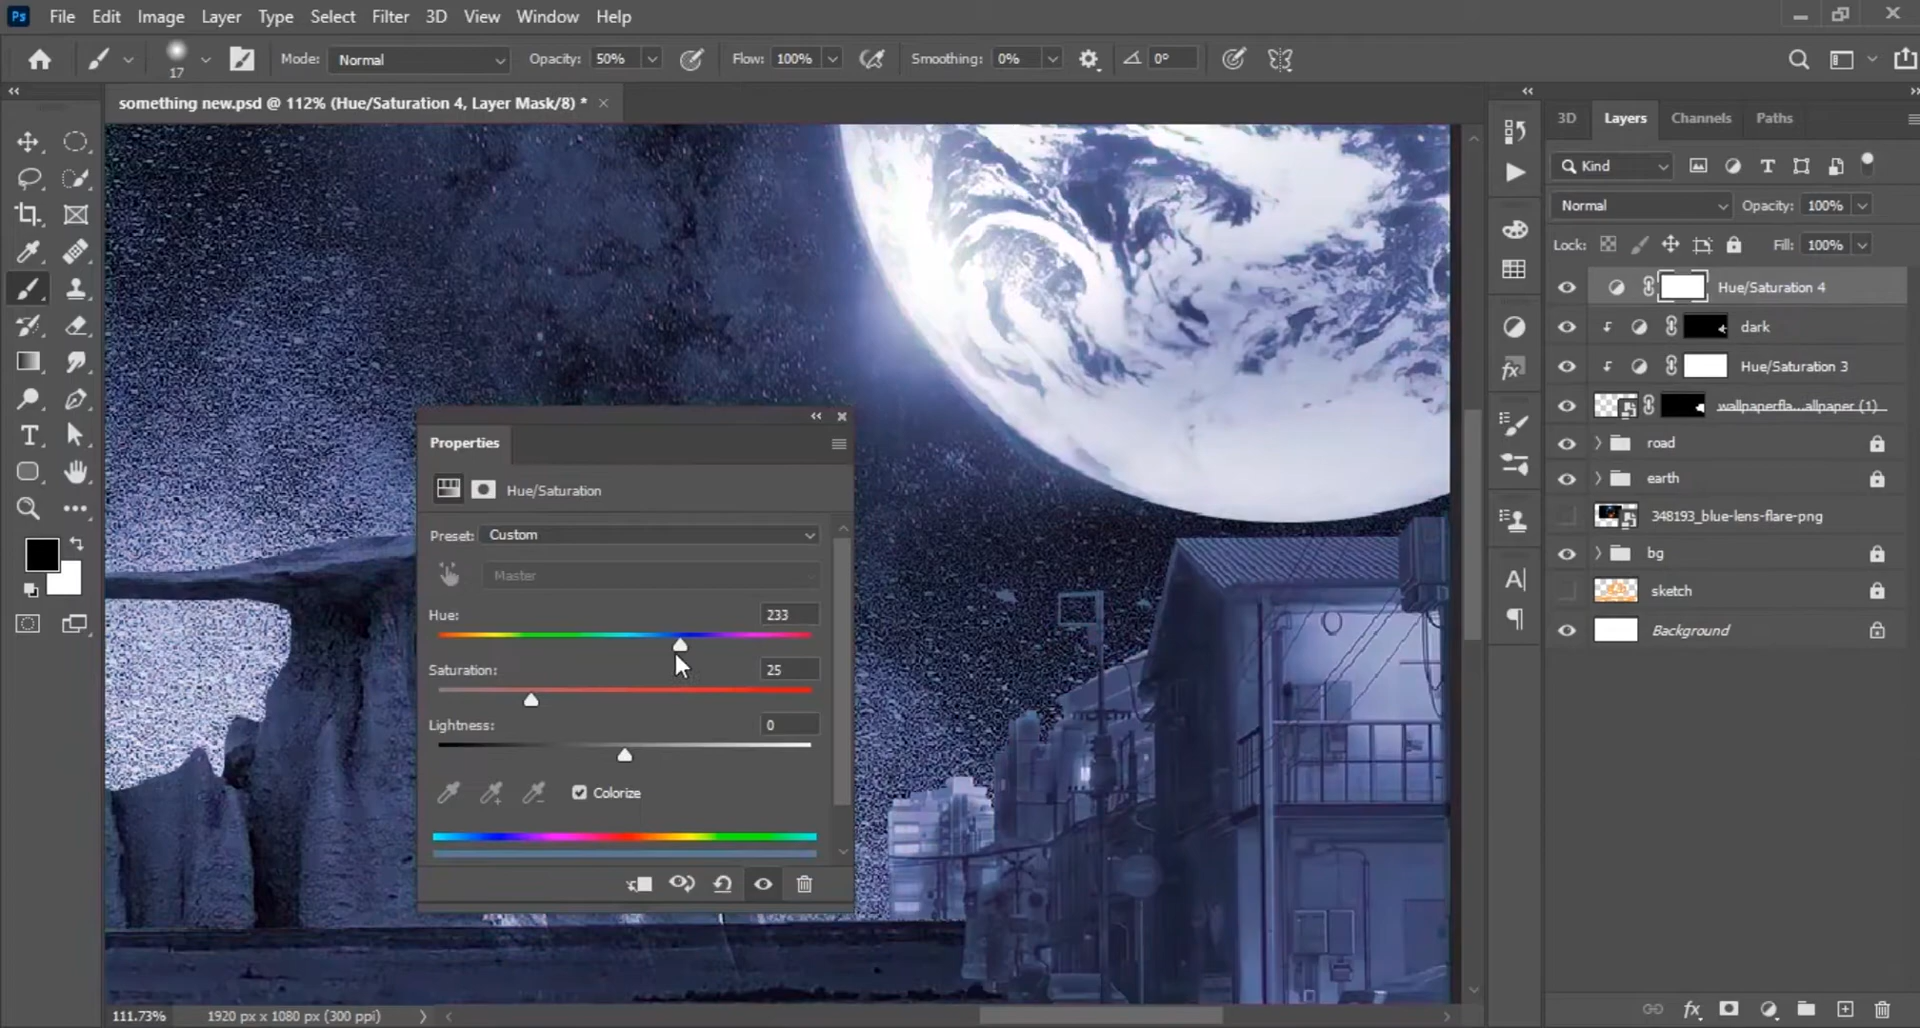 Ps File Edit Image Layer Type Select Filter 3D View Window Help
17 Mode: Normal Opacity: 50% Flow: 100% Smoothing: 0% 0°
something new.psd @ 112% (Hue/Saturation 4, Layer Mask/8) *
3D Layers Channels Paths
Kind
Normal Opacity: 100%
Lock: Fill: 100%
Hue/Saturation 4
dark
Hue/Saturation 3
wallpaperfla...allpaper (1)
road
earth
348193_blue-lens-flare-png
bg
sketch
Background
Properties
Hue/Saturation
Preset: Custom
Master
Hue: 233
Saturation: 25
Lightness: 0
Colorize
111.73% 1920 px x 1080 px (300 ppi)